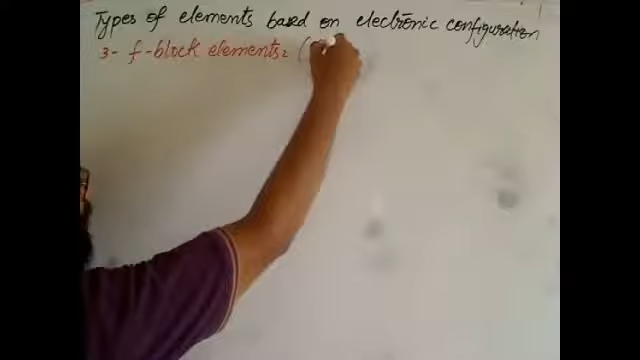 Types of elements based on electronic configuration
3- f-block elements: (